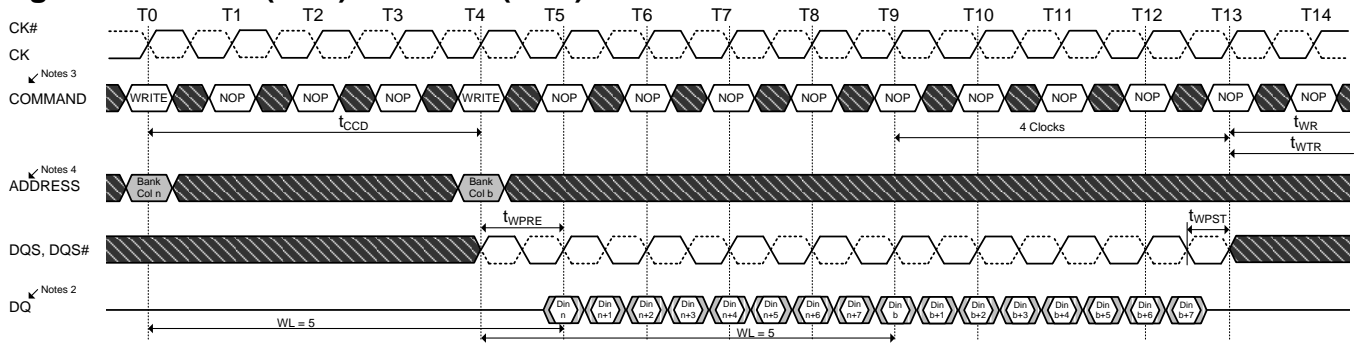 T0 T1 T2 T3 T4 T5 T6 T7 T8 T9 T10 T11 T12 T13 T14
CK#
CK
Notes 3
COMMAND WRITE NOP NOP NOP WRITE NOP NOP NOP NOP NOP NOP NOP NOP NOP NOP
tCCD 4 Clocks tWR
tWTR
Notes 4
ADDRESS
Bank
Col n
Bank
Col b
tWPRE tWPST
DQS, DQS#
Notes 2
DQ
Din Din Din Din Din Din Din Din Din Din Din Din Din Din Din Din
n n+1 n+2 n+3 n+4 n+5 n+6 n+7 b b+1 b+2 b+3 b+4 b+5 b+6 b+7
WL = 5
WL = 5